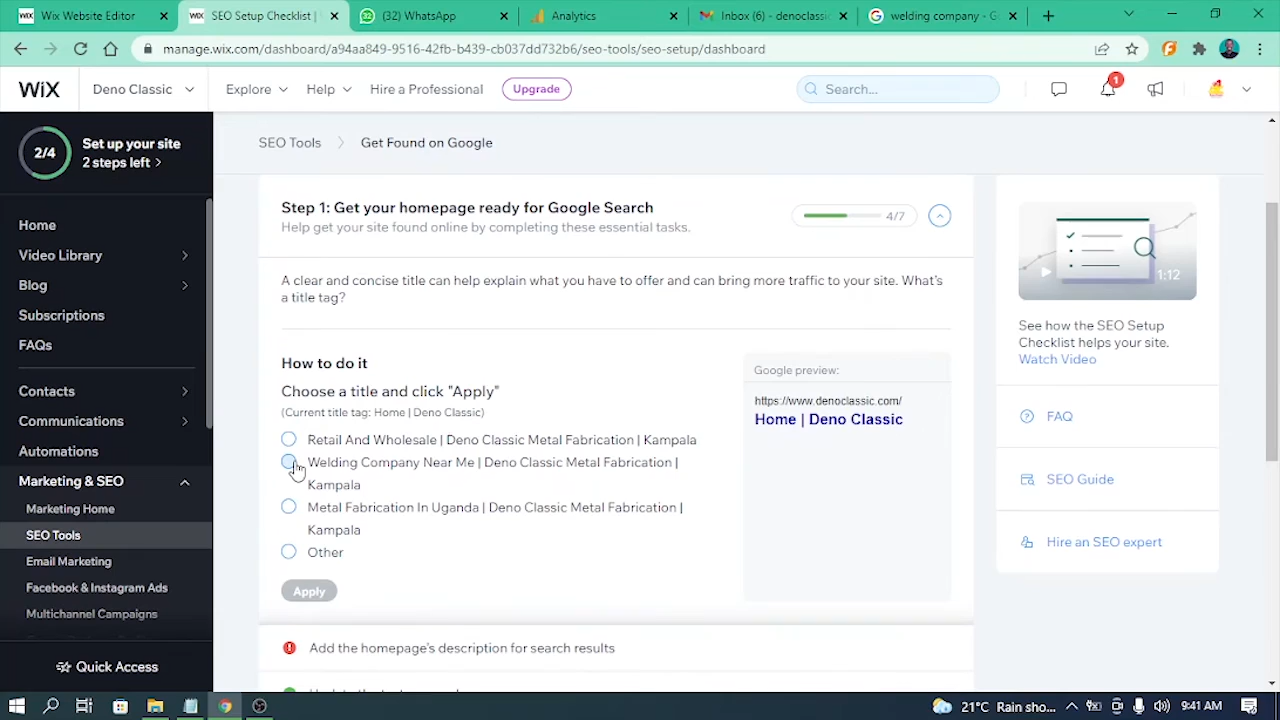 Wix Website Editor
WiX
SEO Setup Checklist |
(32) WhatsApp
Analytics
Inbox (6) - denoclassic
welding company - G
manage.wix.com/dashboard/a94aa849-9516-42fb-b439-cb037dd732b6/seo-tools/seo-setup/dashboard
WiX
Deno Classic
Explore
Help
Hire a Professional
Upgrade
Search...
1
2/4
Set up your site
2 steps left >
Home
Video Library
Blog
Subscriptions
FAQs
Contacts
Communications
Automations
Marketing & SEO
Marketing Home
SEO Tools
Email Marketing
Facebook & Instagram Ads
Multichannel Campaigns
Quick Access
SEO Tools
Get Found on Google
Step 1: Get your homepage ready for Google Search
Help get your site found online by completing these essential tasks.
4/7
A clear and concise title can help explain what you have to offer and can bring more traffic to your site. What's
a title tag?
How to do it
Choose a title and click "Apply"
(Current title tag: Home | Deno Classic)
Retail And Wholesale | Deno Classic Metal Fabrication | Kampala
Welding Company Near Me | Deno Classic Metal Fabrication |
Kampala
Metal Fabrication In Uganda | Deno Classic Metal Fabrication |
Kampala
Other
Apply
Google preview:
https://www.denoclassic.com/
Home | Deno Classic
Add the homepage's description for search results
1:12
See how the SEO Setup
Checklist helps your site.
Watch Video
FAQ
SEO Guide
Hire an SEO expert
21°C Rain sho...
9:41 AM